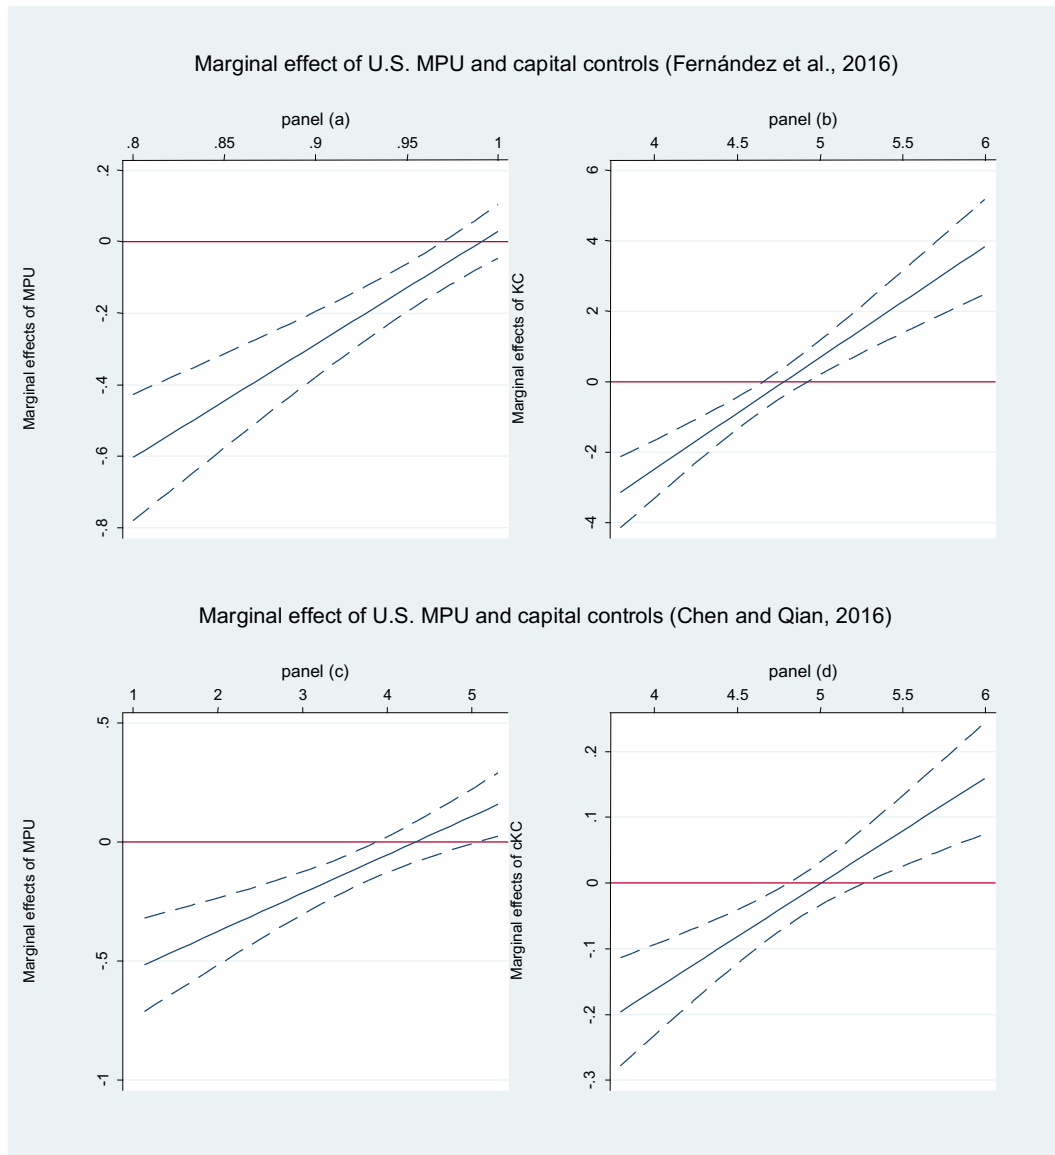 Marginal effect of U.S. MPU and capital controls (Fernández et al., 2016)
panel (a)
.8 .85 .9 .95 1
.2
0
-.2
-.4
-.6
-.8
Marginal effects of MPU
panel (b)
4 4.5 5 5.5 6
6
4
2
0
-2
-4
Marginal effects of KC
Marginal effect of U.S. MPU and capital controls (Chen and Qian, 2016)
panel (c)
1 2 3 4 5
.5
0
-.5
-1
Marginal effects of MPU
panel (d)
4 4.5 5 5.5 6
.2
.1
0
-.1
-.2
-.3
Marginal effects of cKC